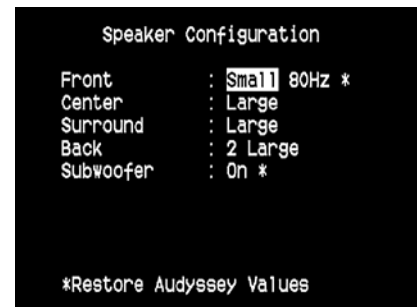 Speaker Configuration
Front : Small 80Hz *
Center : Large
Surround : Large
Back : 2 Large
Subwoofer : On *
*Restore Audyssey Values